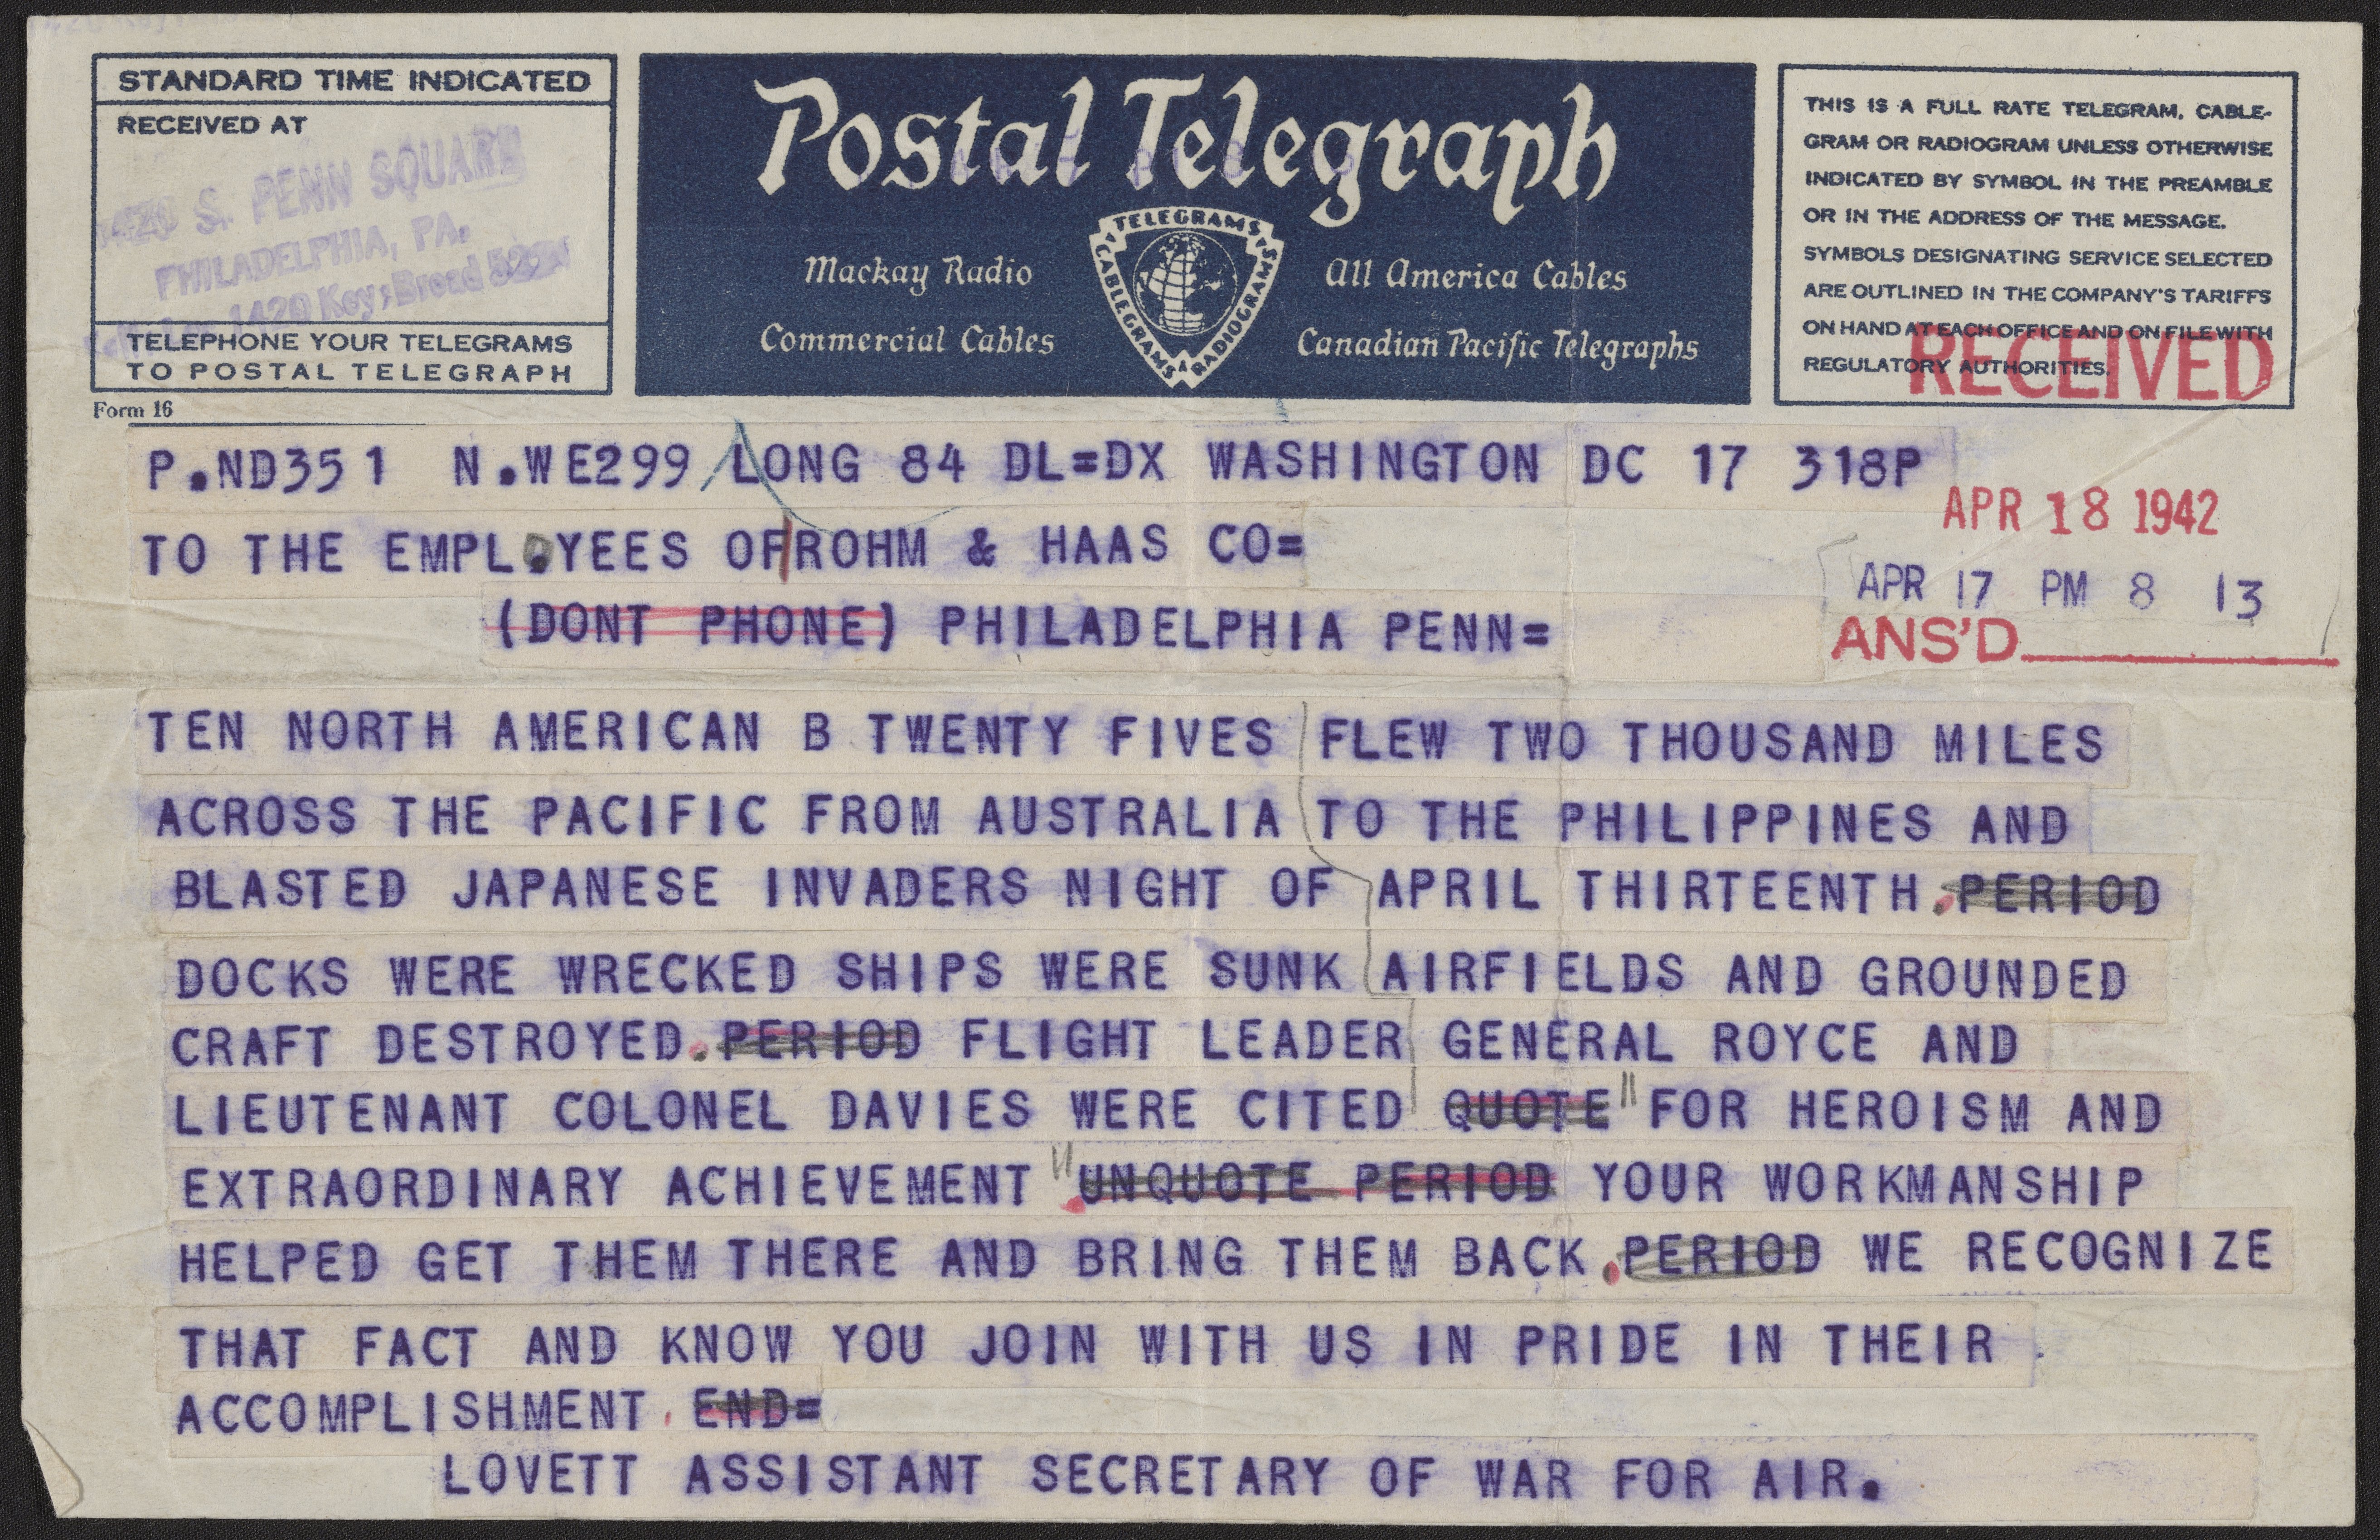 STANDARD TIME INDICATED
RECEIVED AT
S. PENN SQUARE
PHILADELPHIA, PA.
1420 Key; Broad
TELEPHONE YOUR TELEGRAMS
TO POSTAL TELEGRAPH
Form 16
Postal Telegraph
Mackay Radio
Commercial Cables
TELEGRAMS
CABLEGRAMS & RADIOGRAMS
All America Cables
Canadian Pacific Telegraphs
THIS IS A FULL RATE TELEGRAM, CABLE-
GRAM OR RADIOGRAM UNLESS OTHERWISE
INDICATED BY SYMBOL IN THE PREAMBLE
OR IN THE ADDRESS OF THE MESSAGE.
SYMBOLS DESIGNATING SERVICE SELECTED
ARE OUTLINED IN THE COMPANY'S TARIFFS
ON HAND AT EACH OFFICE AND ON FILE WITH
REGULATORY AUTHORITIES.
RECEIVED
P.ND351 N.WE299 LONG 84 DL=DX WASHINGTON DC 17 318P
APR 18 1942
TO THE EMPL.YEES OFROHM & HAAS CO=
APR 17 PM 8 13
(DONT PHONE) PHILADELPHIA PENN=
ANS'D
TEN NORTH AMERICAN B TWENTY FIVES FLEW TWO THOUSAND MILES
ACROSS THE PACIFIC FROM AUSTRALIA TO THE PHILIPPINES AND
BLASTED JAPANESE INVADERS NIGHT OF APRIL THIRTEENTH. PERIOD
DOCKS WERE WRECKED SHIPS WERE SUNK AIRFIELDS AND GROUNDED
CRAFT DESTROYED. PERIOD FLIGHT LEADER GENERAL ROYCE AND
LIEUTENANT COLONEL DAVIES WERE CITED QUOTE " FOR HEROISM AND
EXTRAORDINARY ACHIEVEMENT ". UNQUOTE PERIOD YOUR WORKMANSHIP
HELPED GET THEM THERE AND BRING THEM BACK. PERIOD WE RECOGNIZE
THAT FACT AND KNOW YOU JOIN WITH US IN PRIDE IN THEIR
ACCOMPLISHMENT. END=
LOVETT ASSISTANT SECRETARY OF WAR FOR AIR.